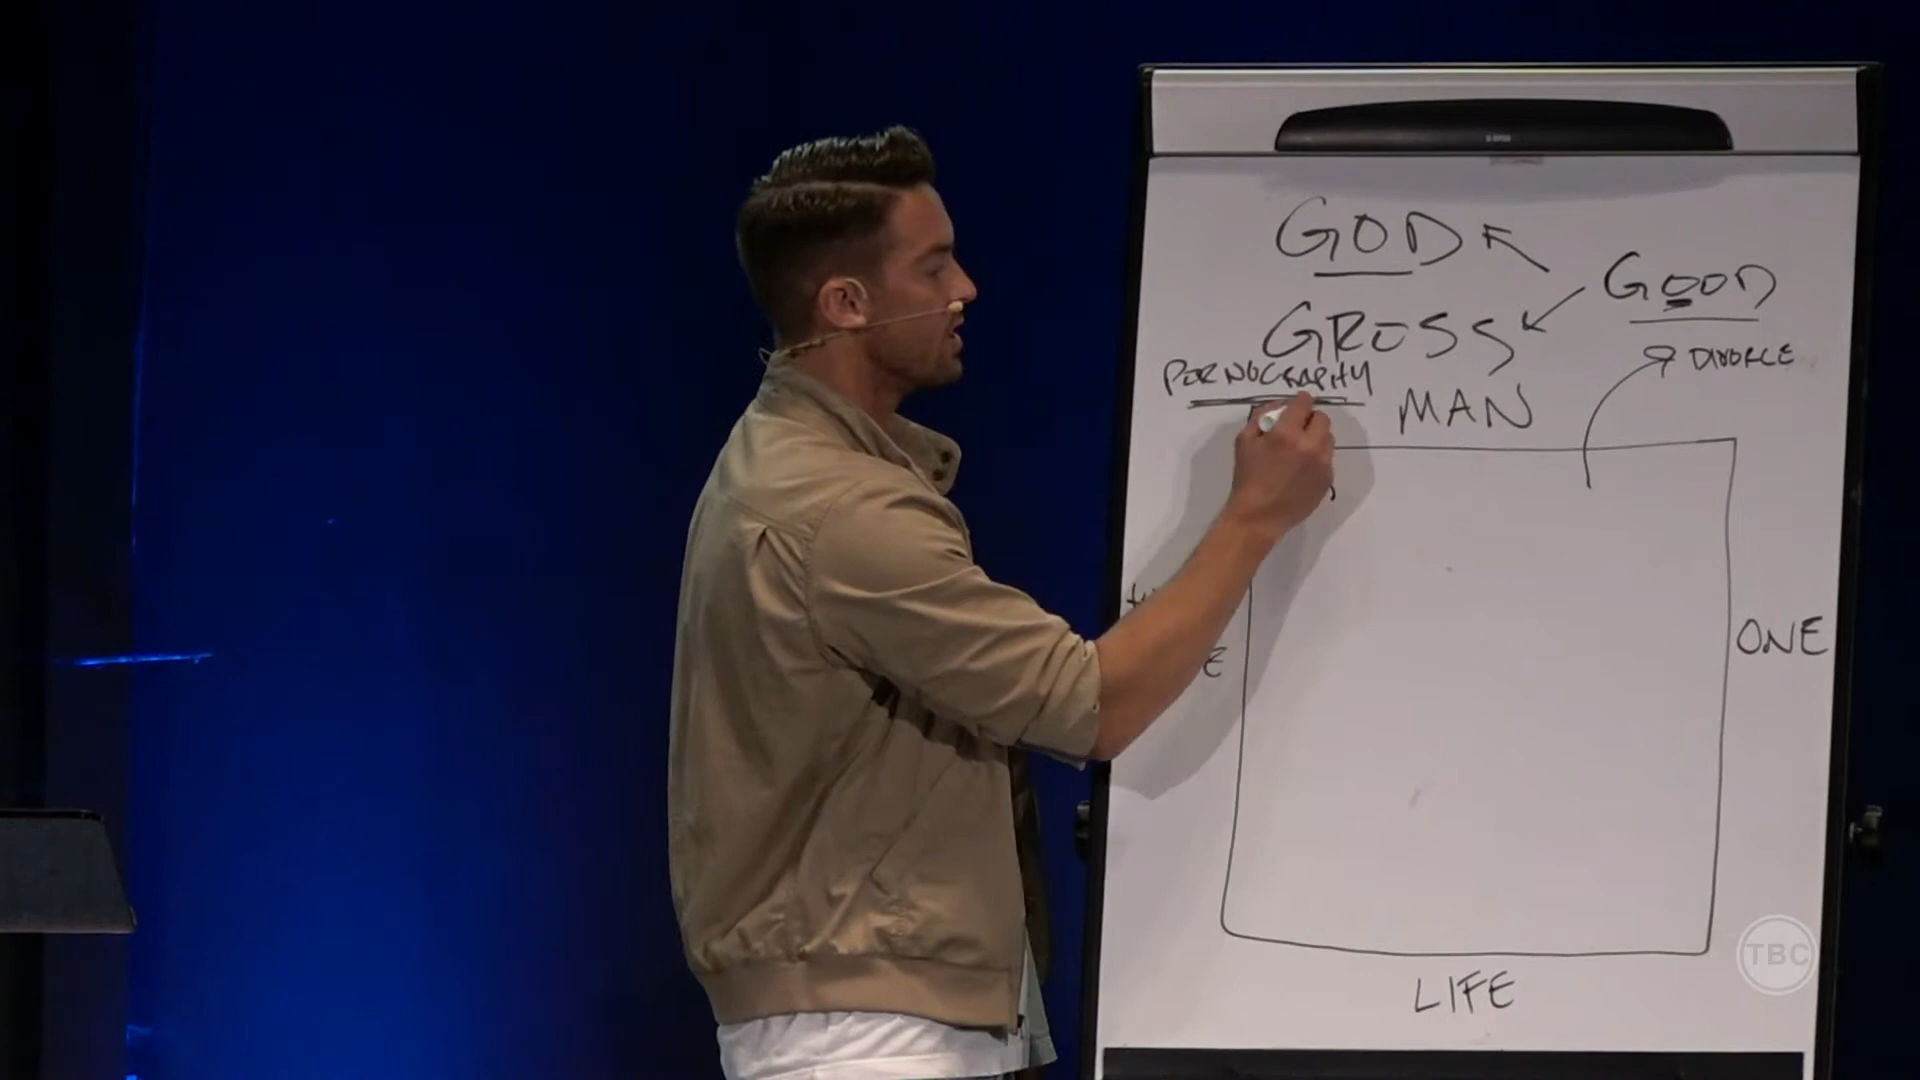 GOD
GOOD
GROSS
DIVORCE
PORNOGRAPHY
MAN
ONE
LIFE
TBC